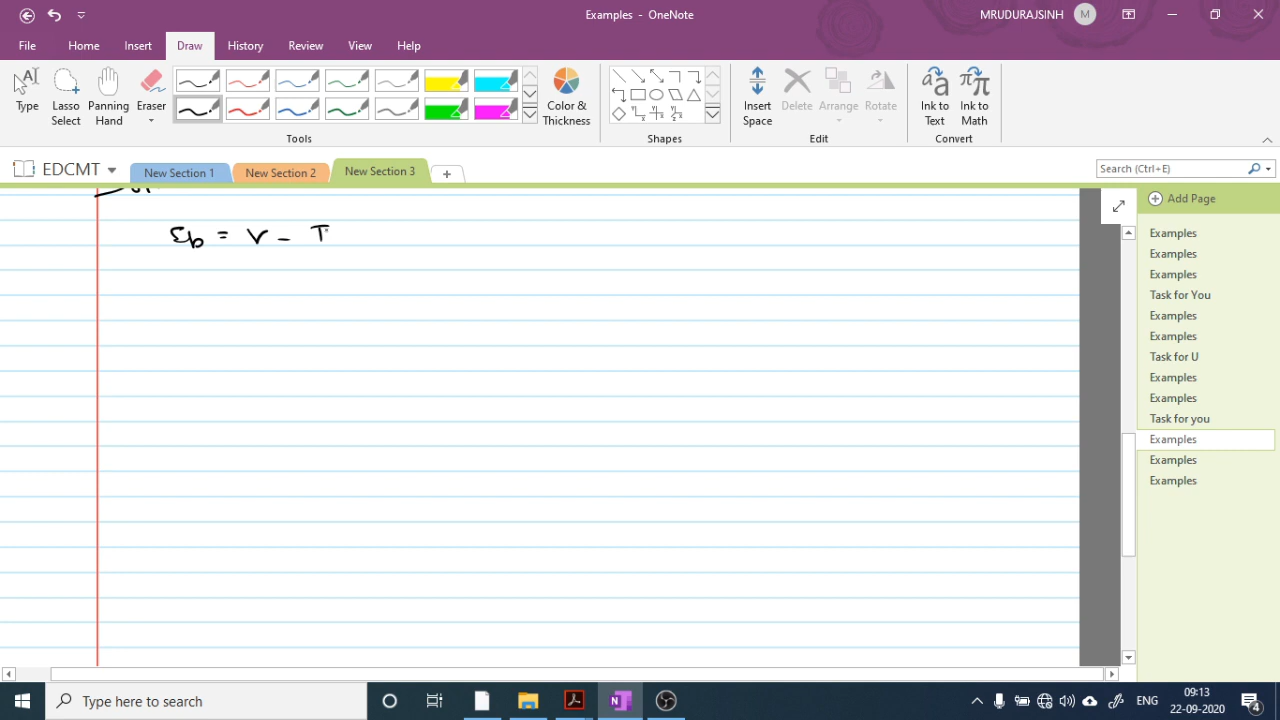 Examples - OneNote
MRUDURAJSINH M
File Home Insert Draw History Review View Help
Type Lasso Select Panning Hand Eraser Color & Thickness Insert Space Delete Arrange Rotate Ink to Text Ink to Math
Tools Shapes Edit Convert
EDCMT New Section 1 New Section 2 New Section 3 Search (Ctrl+E)
Add Page
Eb = V - T
Examples
Examples
Examples
Task for You
Examples
Examples
Task for U
Examples
Examples
Task for you
Examples
Examples
Examples
Type here to search
ENG
09:13
22-09-2020
4